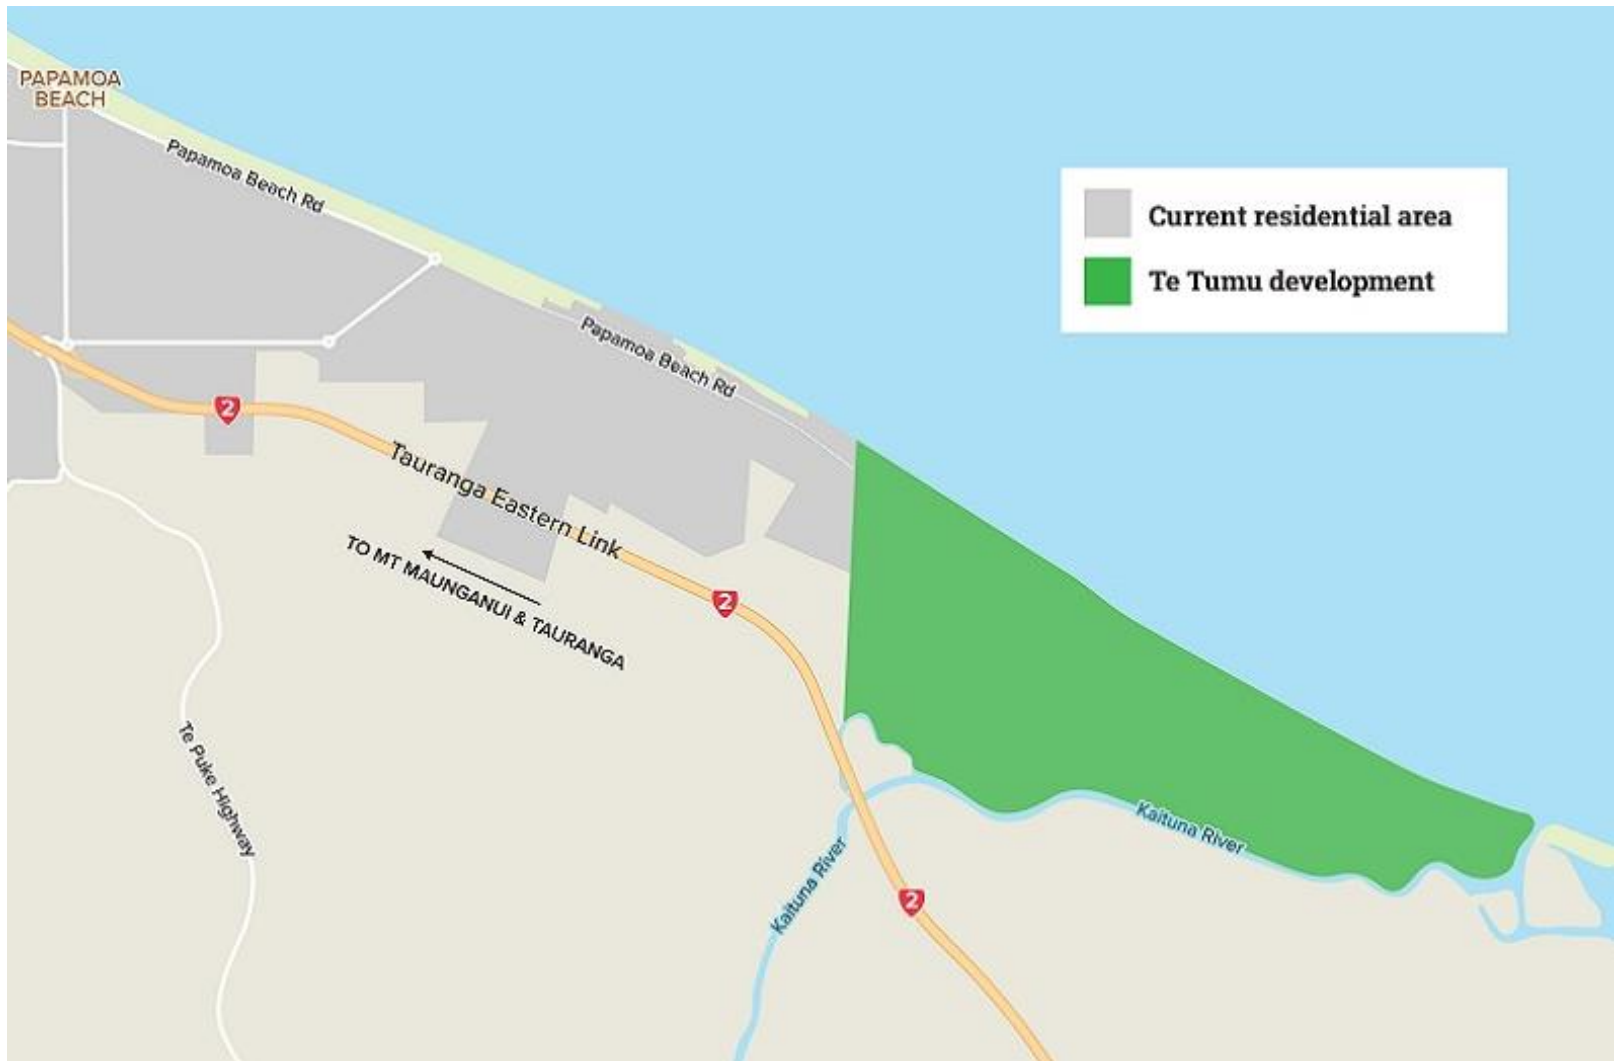 PAPAMOA
BEACH
Papamoa Beach Rd
Current residential area
Te Tumu development
Papamoa Beach Rd
2
Tauranga Eastern Link
TO MT MAUNGANUI & TAURANGA
2
Te Puke Highway
Kaituna River
Kaituna River
2